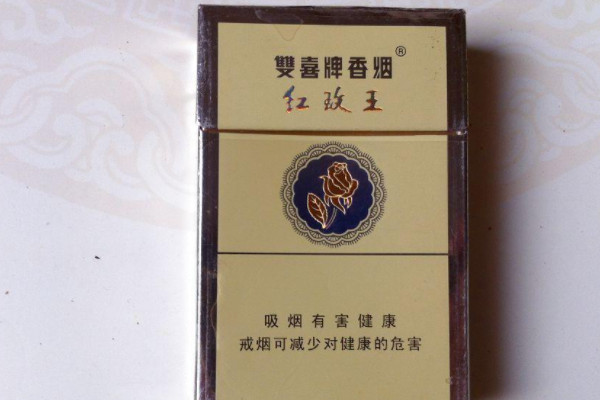 雙喜牌香烟®
红玫王
吸烟有害健康
戒烟可减少对健康的危害